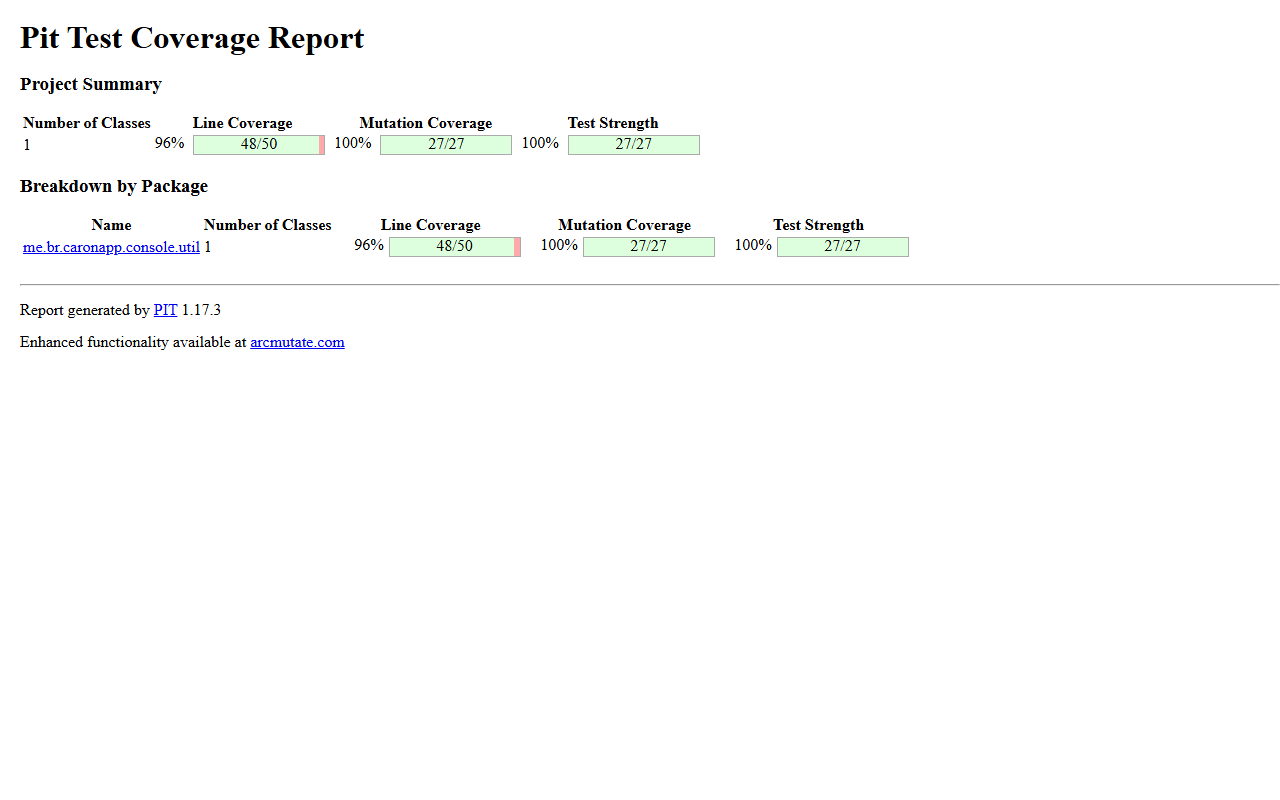 Pit Test Coverage Report
Project Summary
Number of Classes Line Coverage Mutation Coverage Test Strength
1 96% 48/50 100% 27/27 100% 27/27
Breakdown by Package
Name Number of Classes Line Coverage Mutation Coverage Test Strength
me.br.caronapp.console.util 1 96% 48/50 100% 27/27 100% 27/27
Report generated by PIT 1.17.3
Enhanced functionality available at arcmutate.com